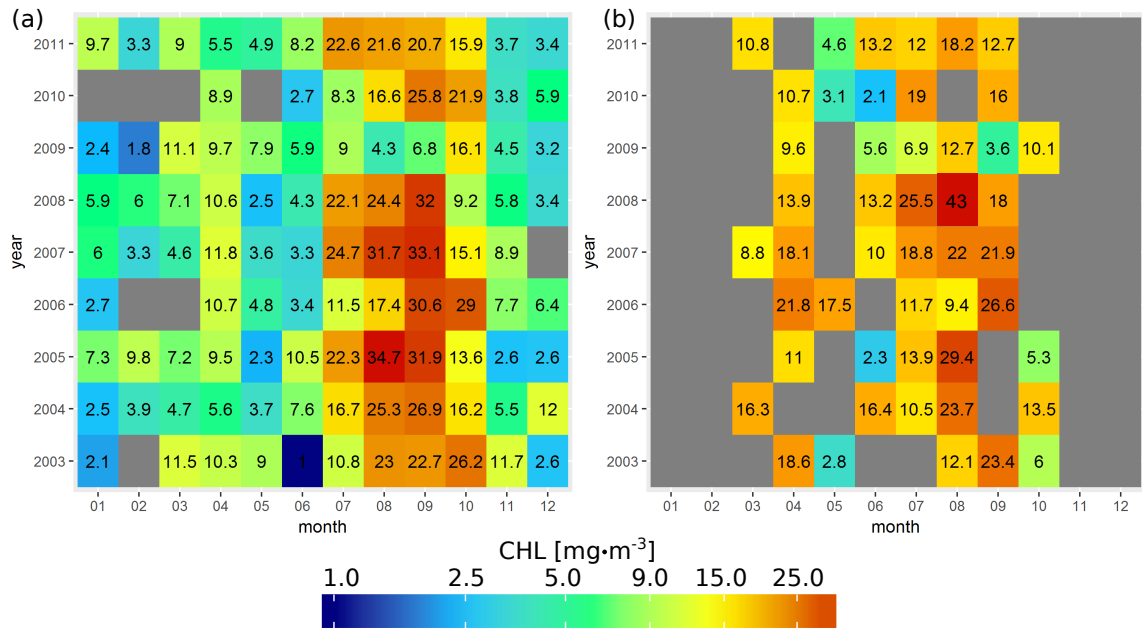 (a) (b)
2011 9.7 3.3 9 5.5 4.9 8.2 22.6 21.6 20.7 15.9 3.7 3.4 2011 10.8 4.6 13.2 12 18.2 12.7
2010 8.9 2.7 8.3 16.6 25.8 21.9 3.8 5.9 2010 10.7 3.1 2.1 19 16
2009 2.4 1.8 11.1 9.7 7.9 5.9 9 4.3 6.8 16.1 4.5 3.2 2009 9.6 5.6 6.9 12.7 3.6 10.1
2008 5.9 6 7.1 10.6 2.5 4.3 22.1 24.4 32 9.2 5.8 3.4 2008 13.9 13.2 25.5 43 18
year year
2007 6 3.3 4.6 11.8 3.6 3.3 24.7 31.7 33.1 15.1 8.9 2007 8.8 18.1 10 18.8 22 21.9
2006 2.7 10.7 4.8 3.4 11.5 17.4 30.6 29 7.7 6.4 2006 21.8 17.5 11.7 9.4 26.6
2005 7.3 9.8 7.2 9.5 2.3 10.5 22.3 34.7 31.9 13.6 2.6 2.6 2005 11 2.3 13.9 29.4 5.3
2004 2.5 3.9 4.7 5.6 3.7 7.6 16.7 25.3 26.9 16.2 5.5 12 2004 16.3 16.4 10.5 23.7 13.5
2003 2.1 11.5 10.3 9 1 10.8 23 22.7 26.2 11.7 2.6 2003 18.6 2.8 12.1 23.4 6
01 02 03 04 05 06 07 08 09 10 11 12 01 02 03 04 05 06 07 08 09 10 11 12
month month
CHL [mg•m⁻³]
1.0 2.5 5.0 9.0 15.0 25.0